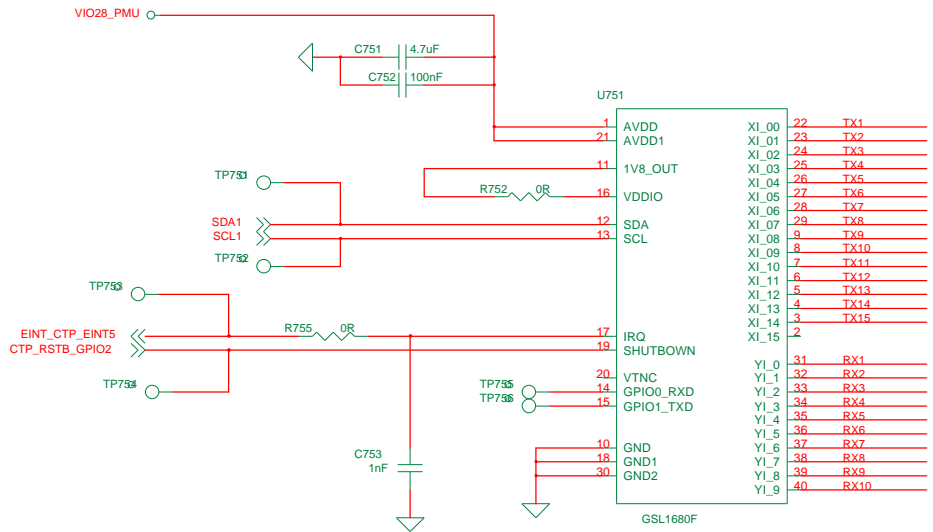 VIO28_PMU
C751 4.7uF
C752 100nF
U751
1 AVDD XI_00 22 TX1
21 AVDD1 XI_01 23 TX2
XI_02 24 TX3
11 1V8_OUT XI_03 25 TX4
TP751 XI_04 26 TX5
R752 0R 16 VDDIO XI_05 27 TX6
XI_06 28 TX7
SDA1 12 SDA XI_07 29 TX8
SCL1 13 SCL XI_08 9 TX9
XI_09 8 TX10
TP752 XI_10 7 TX11
XI_11 6 TX12
TP753 XI_12 5 TX13
XI_13 4 TX14
XI_14 3 TX15
EINT_CTP_EINT5 R755 0R 17 IRQ XI_15 2
CTP_RSTB_GPIO2 19 SHUTBOWN
YI_0 31 RX1
20 VTNC YI_1 32 RX2
TP754 TP755 14 GPIO0_RXD YI_2 33 RX3
TP756 15 GPIO1_TXD YI_3 34 RX4
YI_4 35 RX5
YI_5 36 RX6
10 GND YI_6 37 RX7
C753 18 GND1 YI_7 38 RX8
1nF 30 GND2 YI_8 39 RX9
YI_9 40 RX10
GSL1680F